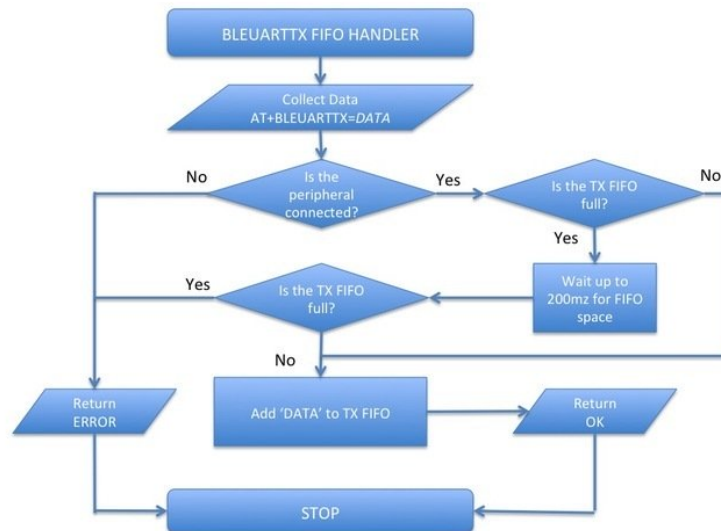 BLEUARTTX FIFO HANDLER
Collect Data
AT+BLEUARTTX=DATA
No
Is the
peripheral
connected?
Yes
Is the TX FIFO
full?
No
Yes
Yes
Is the TX FIFO
full?
Wait up to
200mz for FIFO
space
No
Return
ERROR
Add ‘DATA’ to TX FIFO
Return
OK
STOP